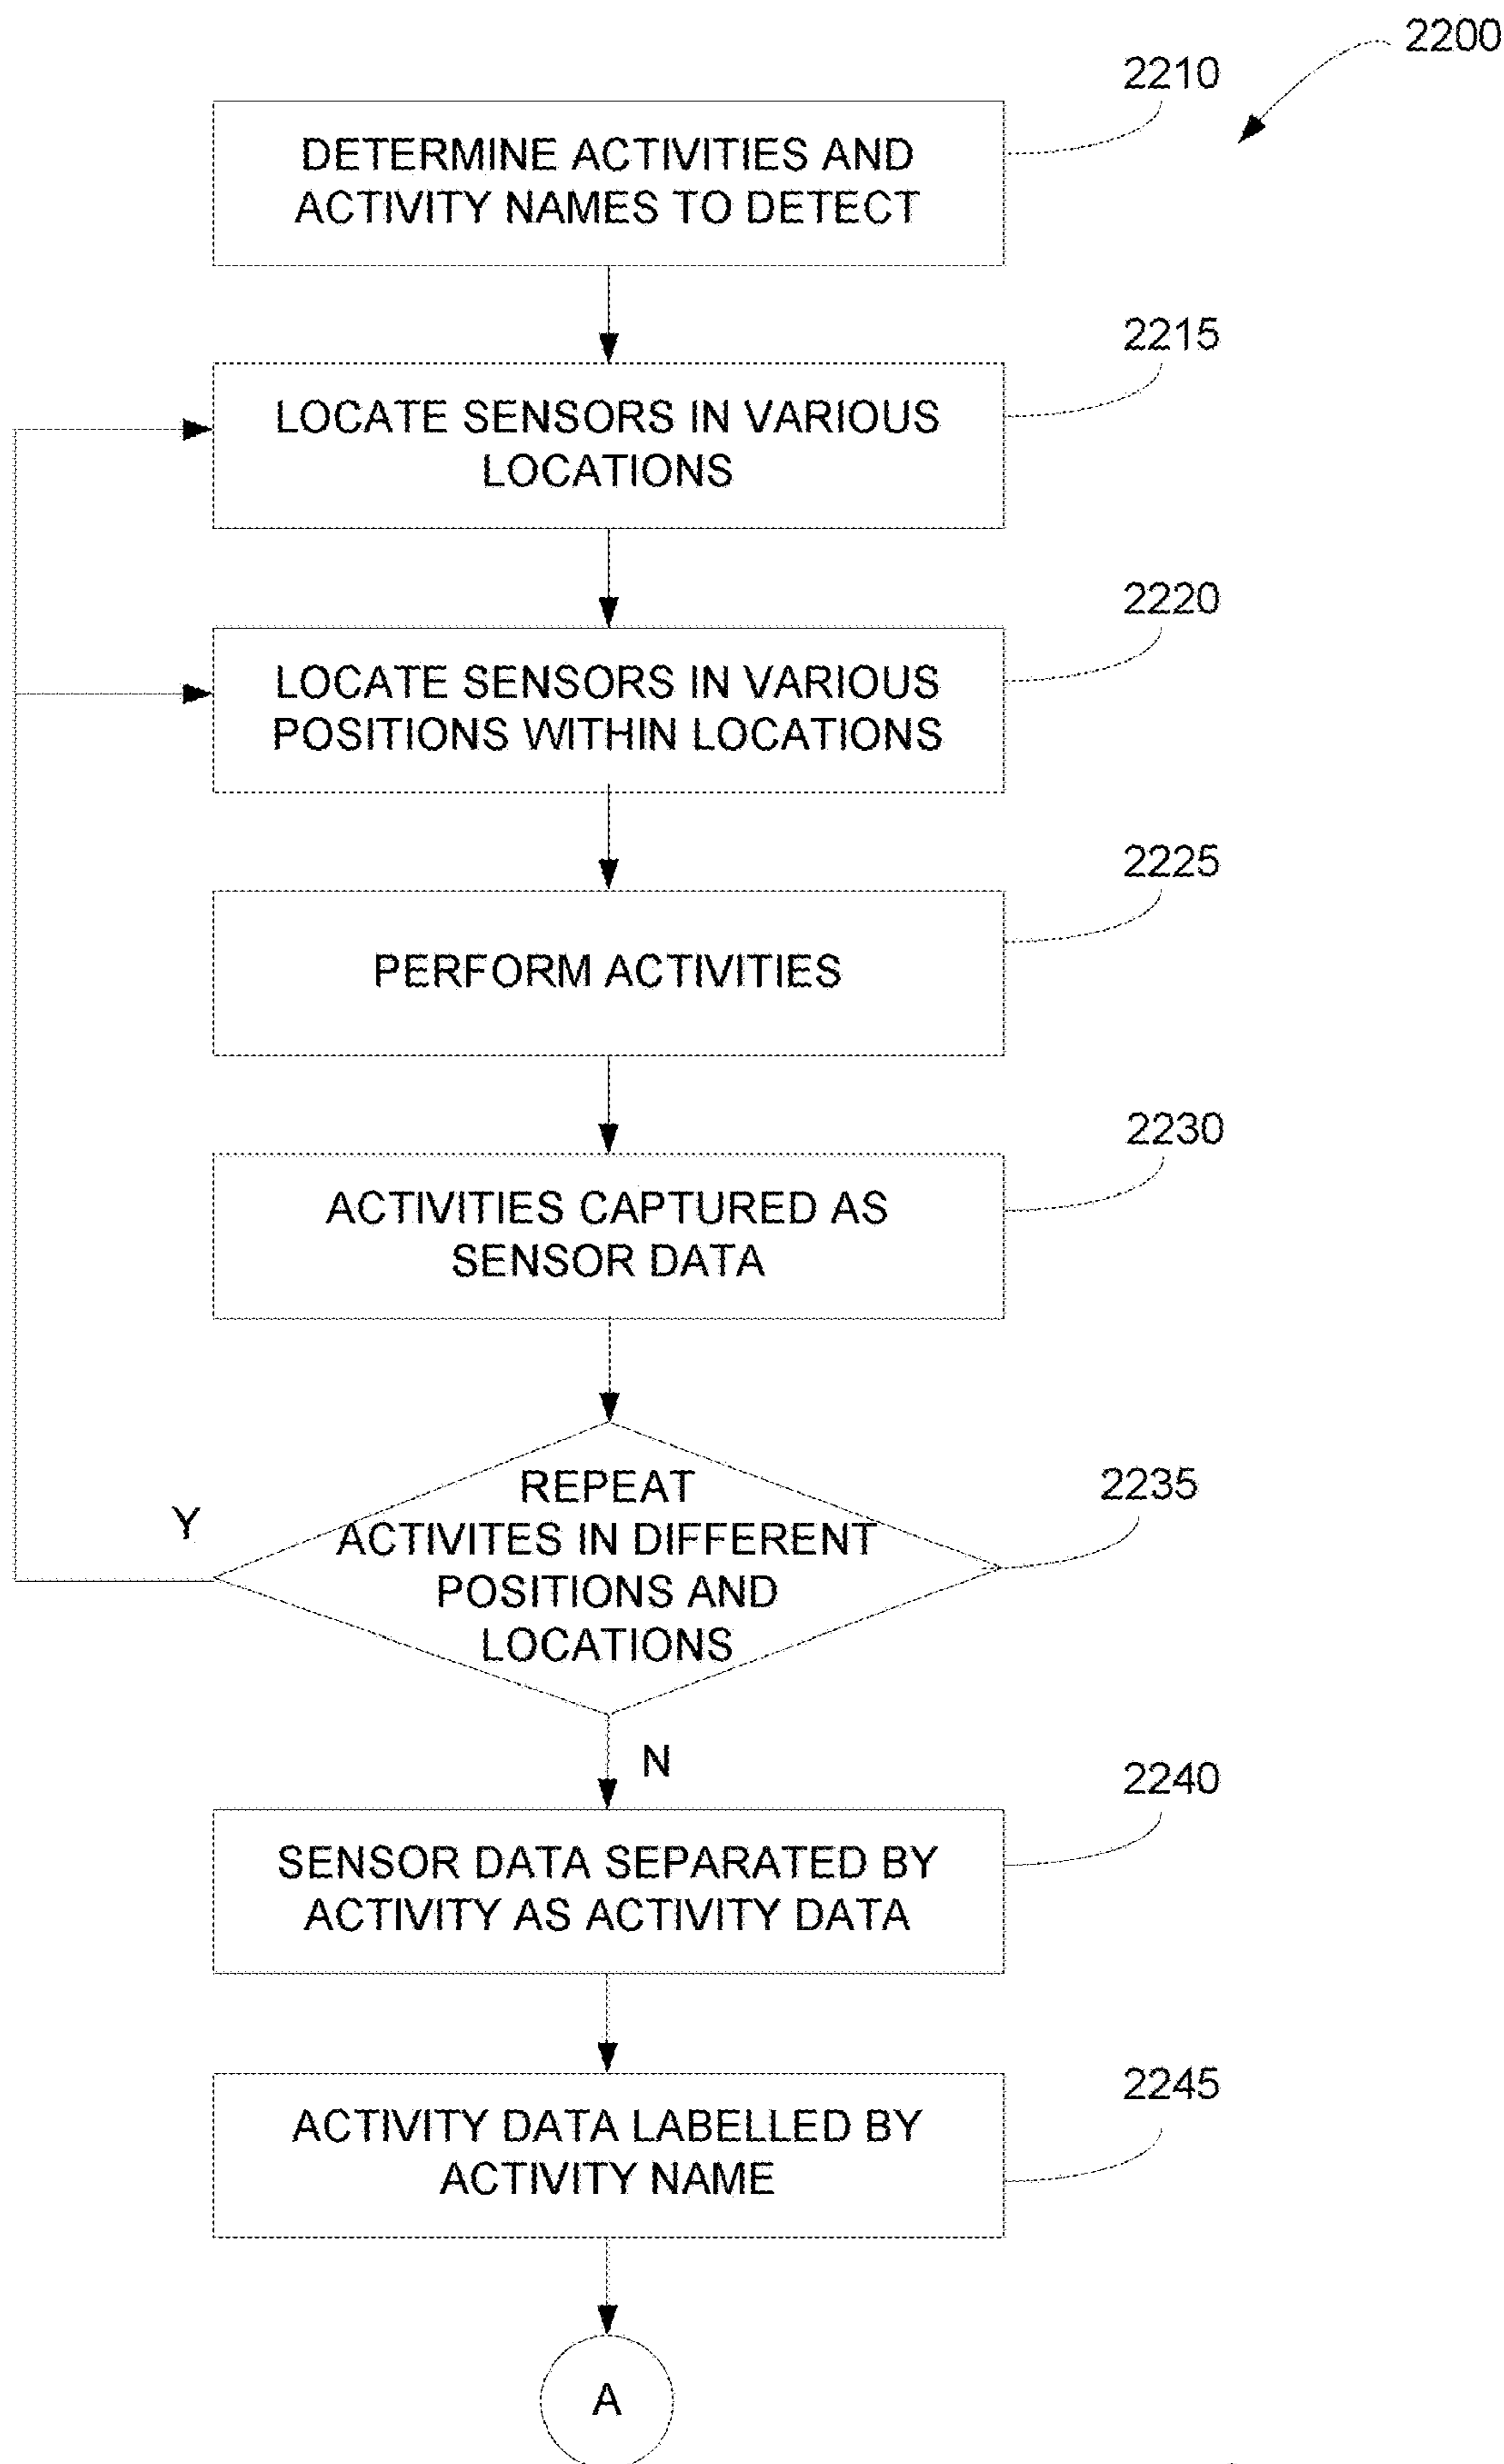 2200
2210
DETERMINE ACTIVITIES AND
ACTIVITY NAMES TO DETECT
2215
LOCATE SENSORS IN VARIOUS
LOCATIONS
2220
LOCATE SENSORS IN VARIOUS
POSITIONS WITHIN LOCATIONS
2225
PERFORM ACTIVITIES
2230
ACTIVITIES CAPTURED AS
SENSOR DATA
2235
REPEAT
ACTIVITES IN DIFFERENT
POSITIONS AND
LOCATIONS
Y
N
2240
SENSOR DATA SEPARATED BY
ACTIVITY AS ACTIVITY DATA
2245
ACTIVITY DATA LABELLED BY
ACTIVITY NAME
A